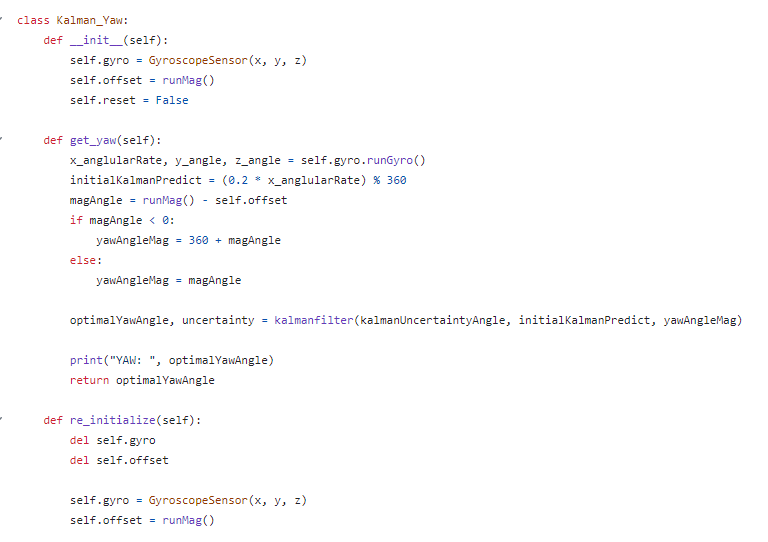 class Kalman_Yaw:
    def __init__(self):
        self.gyro = GyroscopeSensor(x, y, z)
        self.offset = runMag()
        self.reset = False
    def get_yaw(self):
        x_anglularRate, y_angle, z_angle = self.gyro.runGyro()
        initialKalmanPredict = (0.2 * x_anglularRate) % 360
        magAngle = runMag() - self.offset
        if magAngle < 0:
            yawAngleMag = 360 + magAngle
        else:
            yawAngleMag = magAngle
        optimalYawAngle, uncertainty = kalmanfilter(kalmanUncertaintyAngle, initialKalmanPredict, yawAngleMag)
        print("YAW: ", optimalYawAngle)
        return optimalYawAngle
    def re_initialize(self):
        del self.gyro
        del self.offset
        self.gyro = GyroscopeSensor(x, y, z)
        self.offset = runMag()